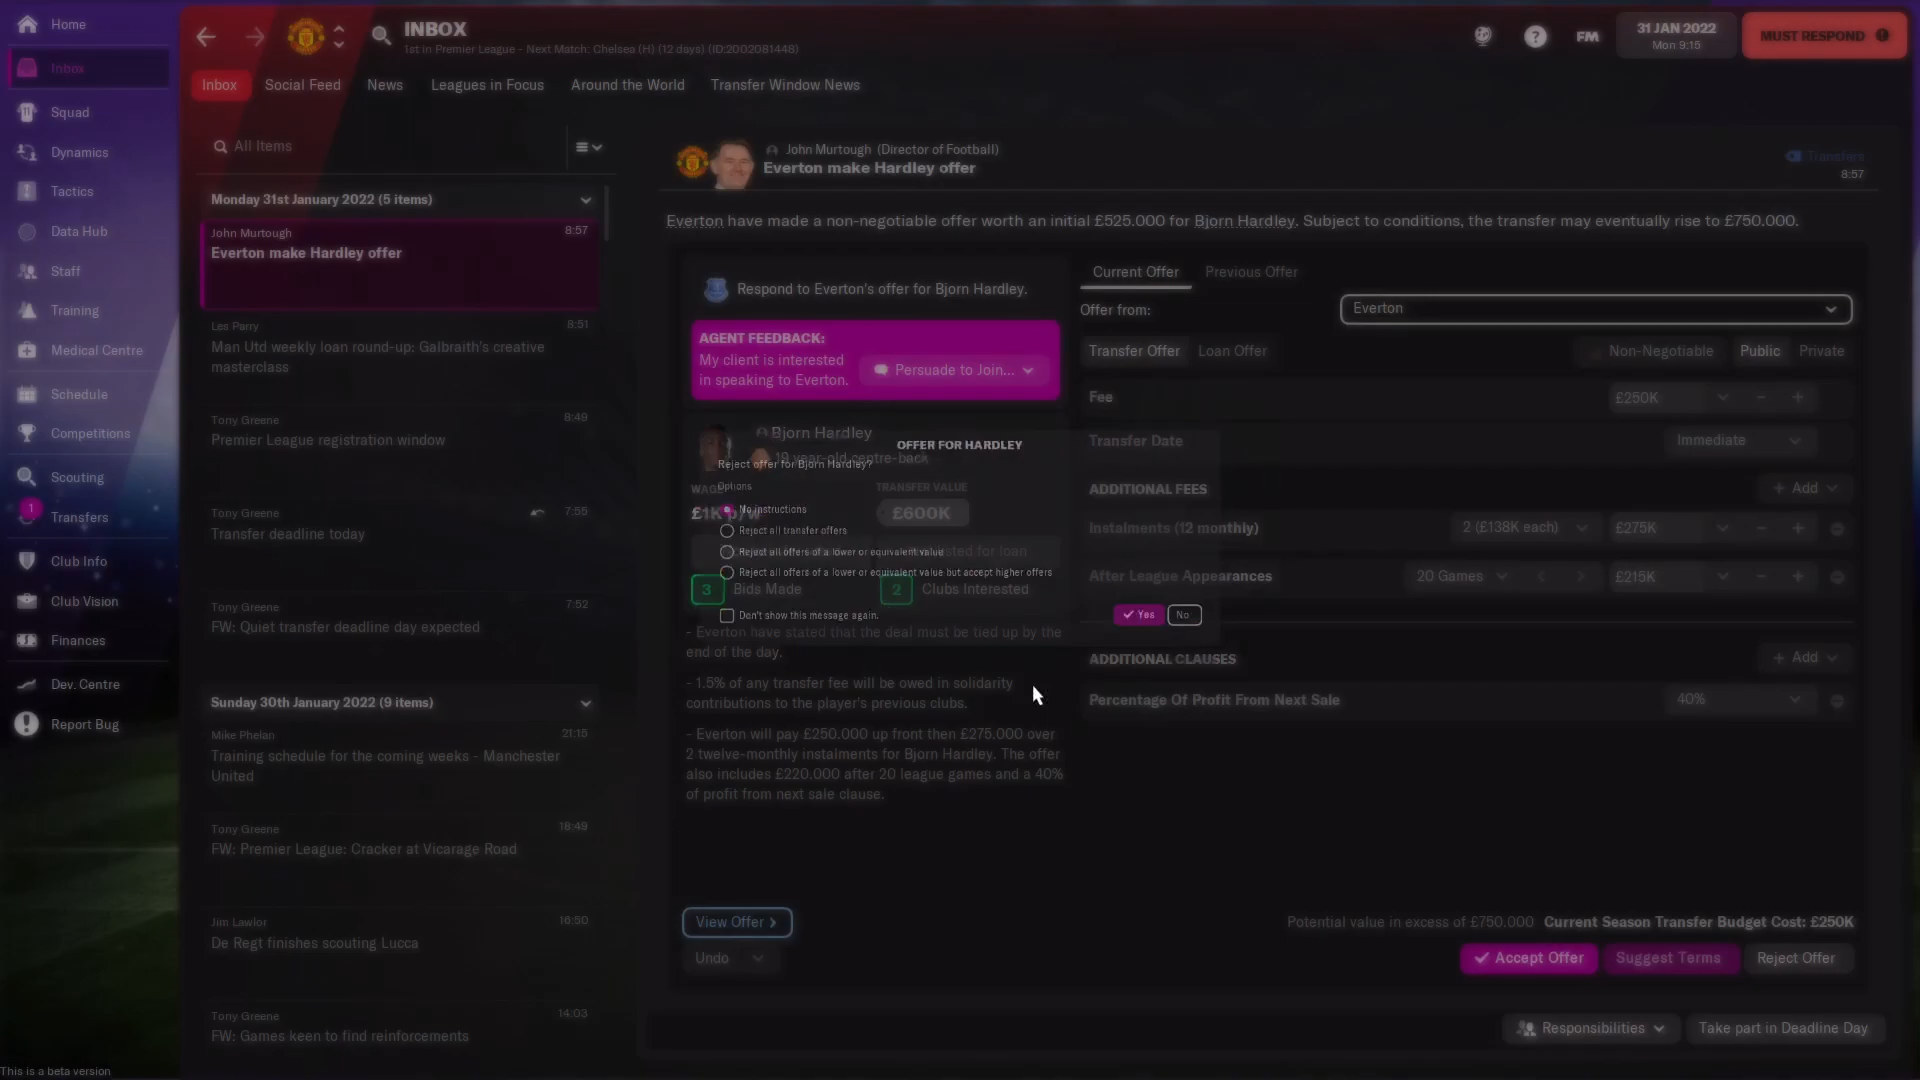 Home
Inbox
Squad
Dynamics
Tactics
Data Hub
Staff
Training
Medical Centre
Schedule
Competitions
Scouting
1
Transfers
Club Info
Club Vision
Finances
Dev. Centre
Report Bug
This is a beta version
INBOX
1st in Premier League - Next Match: Chelsea (H) (12 days) (ID:2002081448)
FM
31 JAN 2022
Mon 9:15
MUST RESPOND
Inbox
Social Feed
News
Leagues in Focus
Around the World
Transfer Window News
All Items
Monday 31st January 2022 (5 items)
John Murtough
8:57
Everton make Hardley offer
Les Parry
8:51
Man Utd weekly loan round-up: Galbraith's creative
masterclass
Tony Greene
8:49
Premier League registration window
Tony Greene
7:55
Transfer deadline today
Tony Greene
7:52
FW: Quiet transfer deadline day expected
Sunday 30th January 2022 (9 items)
Mike Phelan
21:15
Training schedule for the coming weeks - Manchester
United
Tony Greene
18:49
FW: Premier League: Cracker at Vicarage Road
Jim Lawlor
16:50
De Regt finishes scouting Lucca
Tony Greene
14:03
FW: Games keen to find reinforcements
John Murtough (Director of Football)
Everton make Hardley offer
Transfers
8:57
Everton have made a non-negotiable offer worth an initial £525.000 for Bjorn Hardley. Subject to conditions, the transfer may eventually rise to £750.000.
Respond to Everton's offer for Bjorn Hardley.
AGENT FEEDBACK:
My client is interested
in speaking to Everton.
Persuade to Join...
Bjorn Hardley
19 year-old centre-back
WAGE
£1K p/w
TRANSFER VALUE
£600K
listed for loan
3
Bids Made
2
Clubs Interested
- Everton have stated that the deal must be tied up by the
end of the day.
- 1.5% of any transfer fee will be owed in solidarity
contributions to the player's previous clubs.
- Everton will pay £250.000 up front then £275.000 over
2 twelve-monthly instalments for Bjorn Hardley. The offer
also includes £220.000 after 20 league games and a 40%
of profit from next sale clause.
OFFER FOR HARDLEY
Reject offer for Bjorn Hardley?
Options
No instructions
Reject all transfer offers
Reject all offers of a lower or equivalent value
Reject all offers of a lower or equivalent value but accept higher offers
Don't show this message again.
Yes
No
Current Offer
Previous Offer
Offer from:
Everton
Transfer Offer
Loan Offer
Non-Negotiable
Public
Private
Fee
£250K
Transfer Date
Immediate
ADDITIONAL FEES
Add
Instalments (12 monthly)
2 (£138K each)
£275K
After League Appearances
20 Games
£215K
ADDITIONAL CLAUSES
Add
Percentage Of Profit From Next Sale
40%
View Offer
Undo
Potential value in excess of £750.000
Current Season Transfer Budget Cost: £250K
Accept Offer
Suggest Terms
Reject Offer
Responsibilities
Take part in Deadline Day